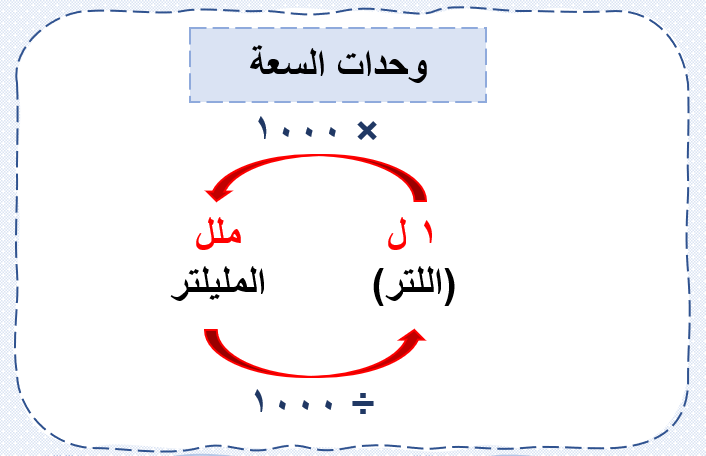 وحدات السعة
× ١٠٠٠
١ ل
ملل
(اللتر)
المليلتر
÷ ١٠٠٠